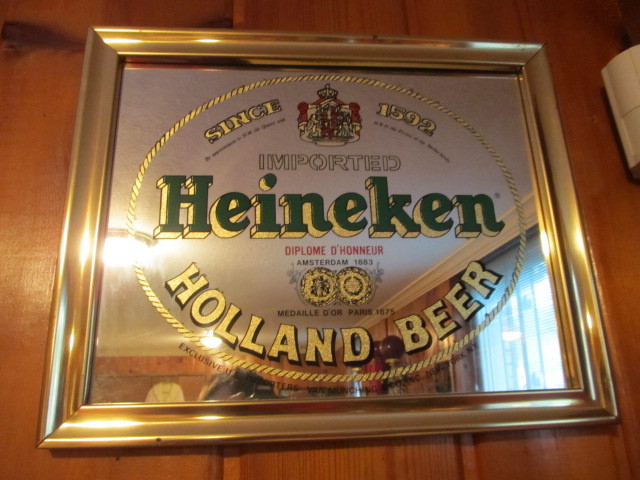 SINCE 1592
IMPORTED
Heineken
DIPLOME D'HONNEUR
AMSTERDAM 1883
MEDAILLE D'OR PARIS 1875
HOLLAND BEER